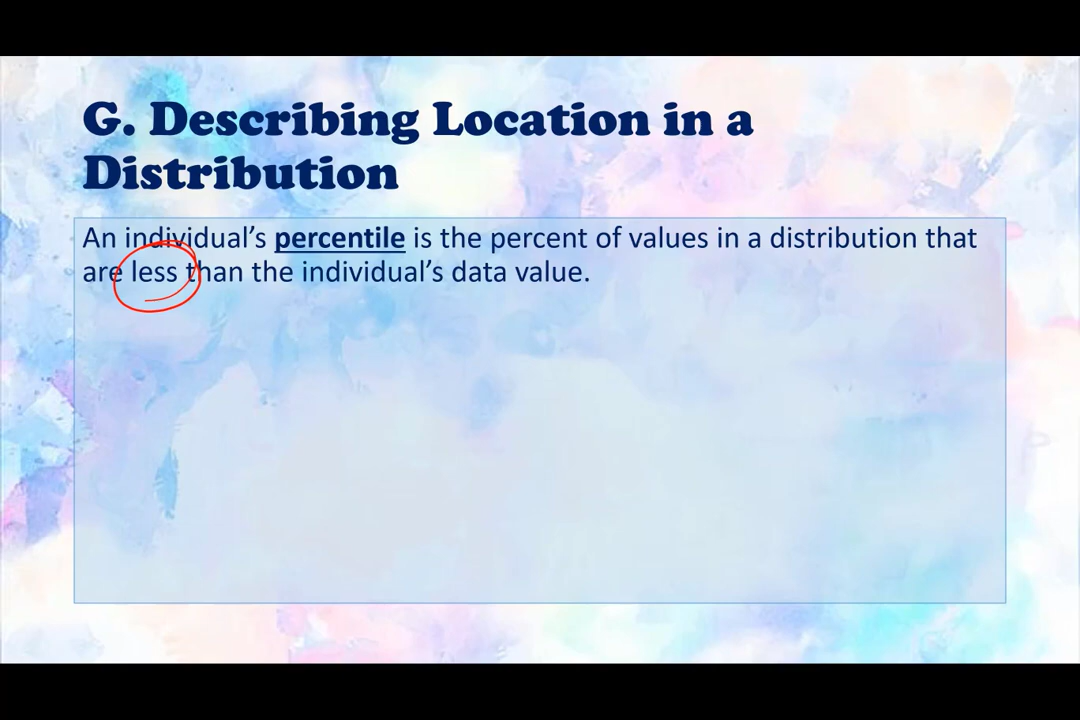 G. Describing Location in a
Distribution
An individual’s percentile is the percent of values in a distribution that
are less than the individual’s data value.